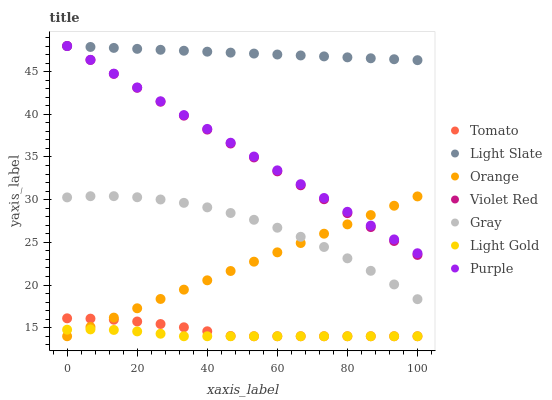 title
yaxis_label
45
40
35
30
25
20
15
0
20
40
60
80
100
xaxis_label
Tomato
Light Slate
Orange
Violet Red
Gray
Light Gold
Purple